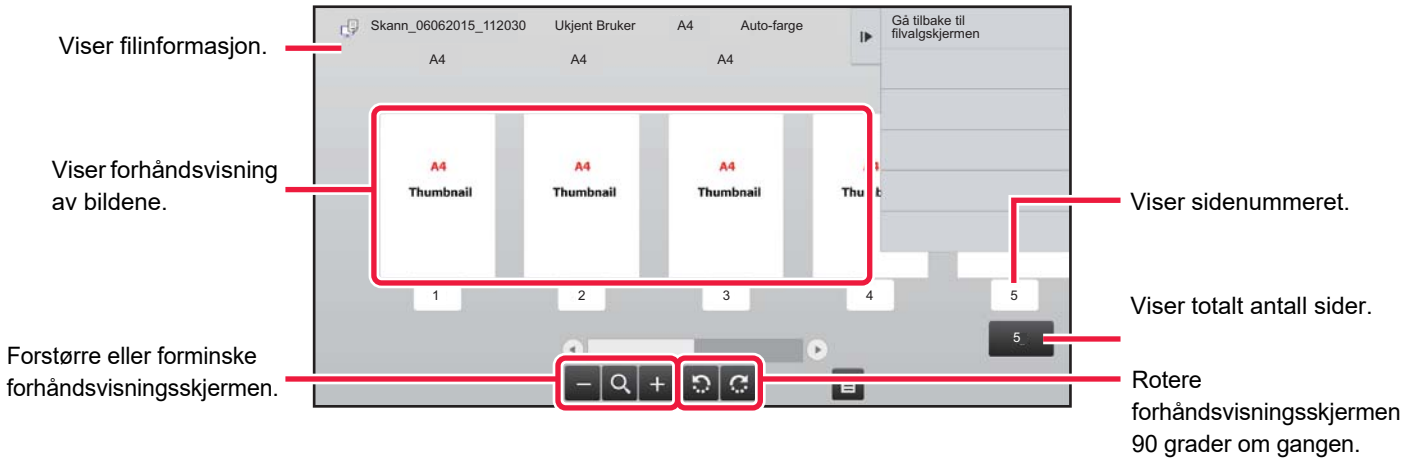 Viser filinformasjon.
Skann_06062015_112030 Ukjent Bruker A4 Auto-farge
Gå tilbake til
filvalgskjermen
A4 A4 A4
Viser forhåndsvisning
av bildene.
A4 A4 A4
Thumbnail Thumbnail Thumbnail
Viser sidenummeret.
1 2 3 4 5
Viser totalt antall sider.
5
Forstørre eller forminske
forhåndsvisningsskjermen.
Rotere
forhåndsvisningsskjermen
90 grader om gangen.